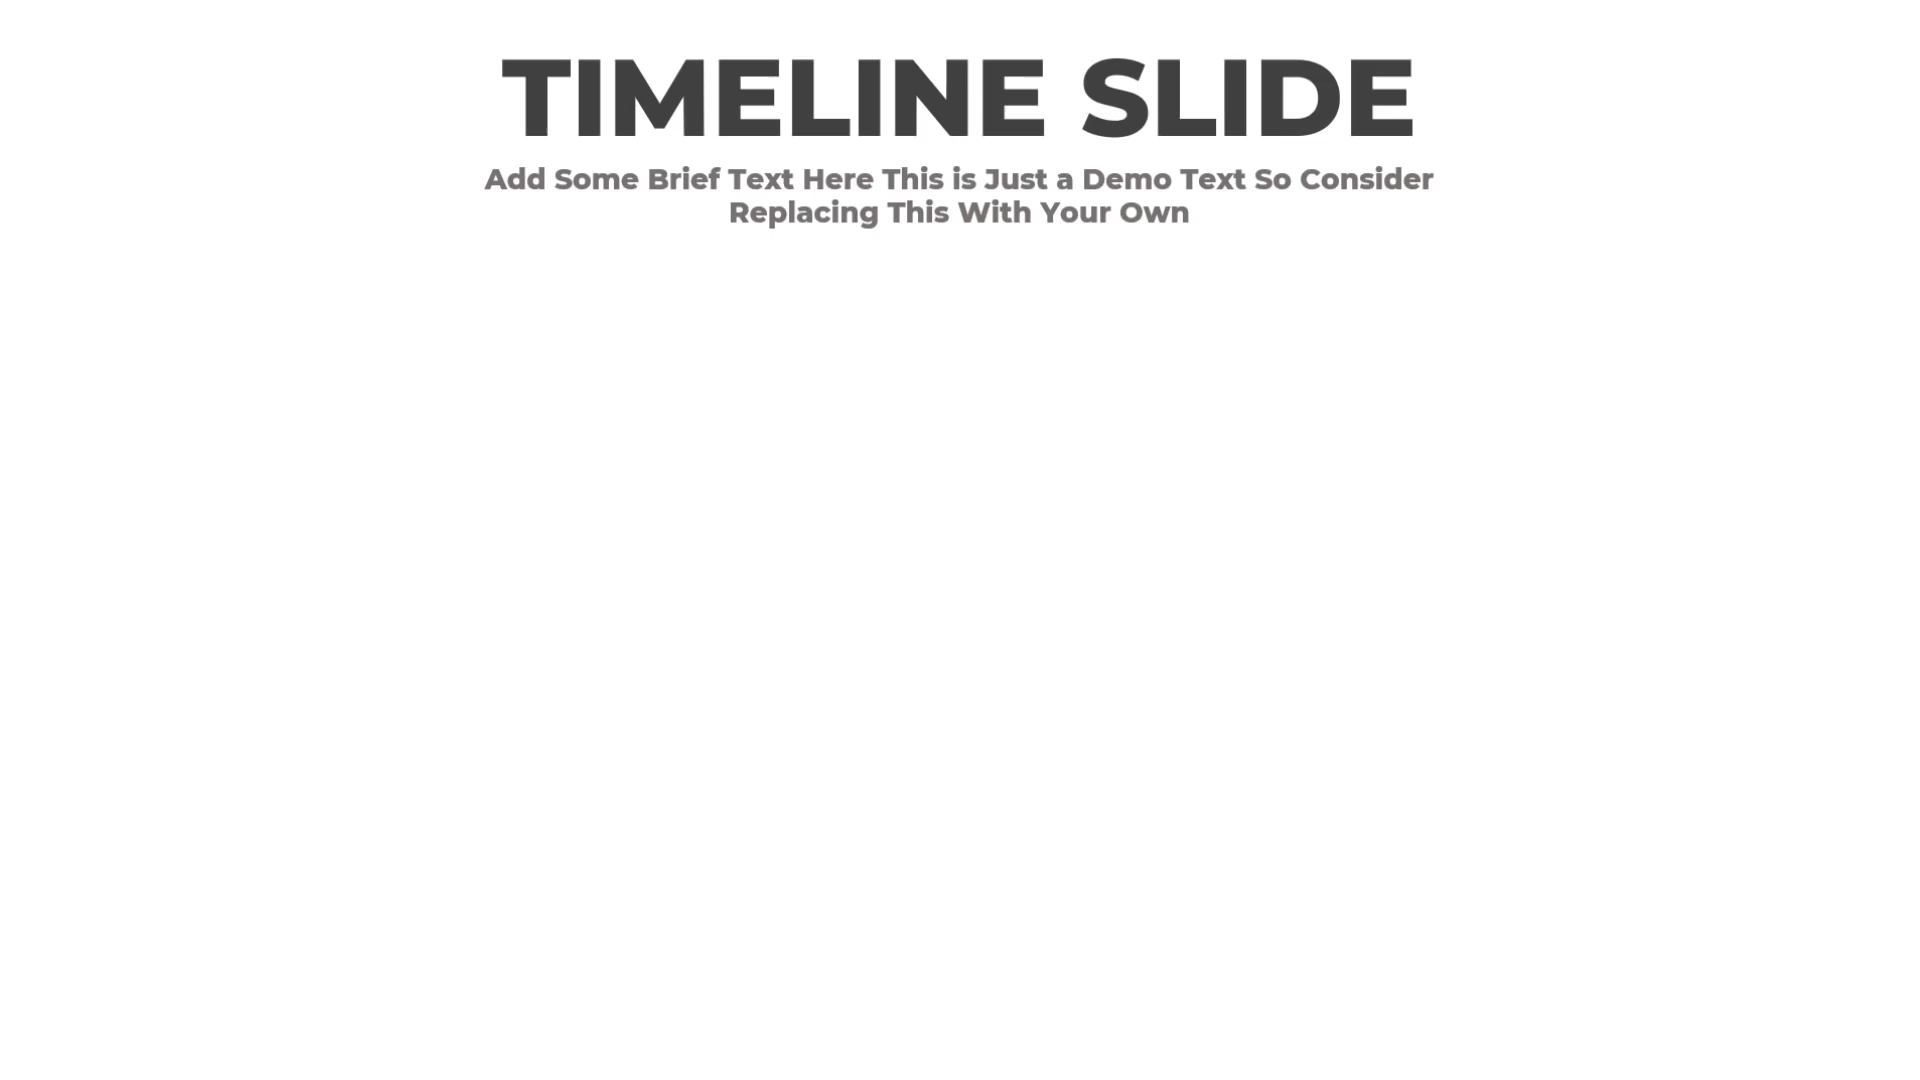 TIMELINE SLIDE
Add Some Brief Text Here This is Just a Demo Text So Consider
Replacing This With Your Own